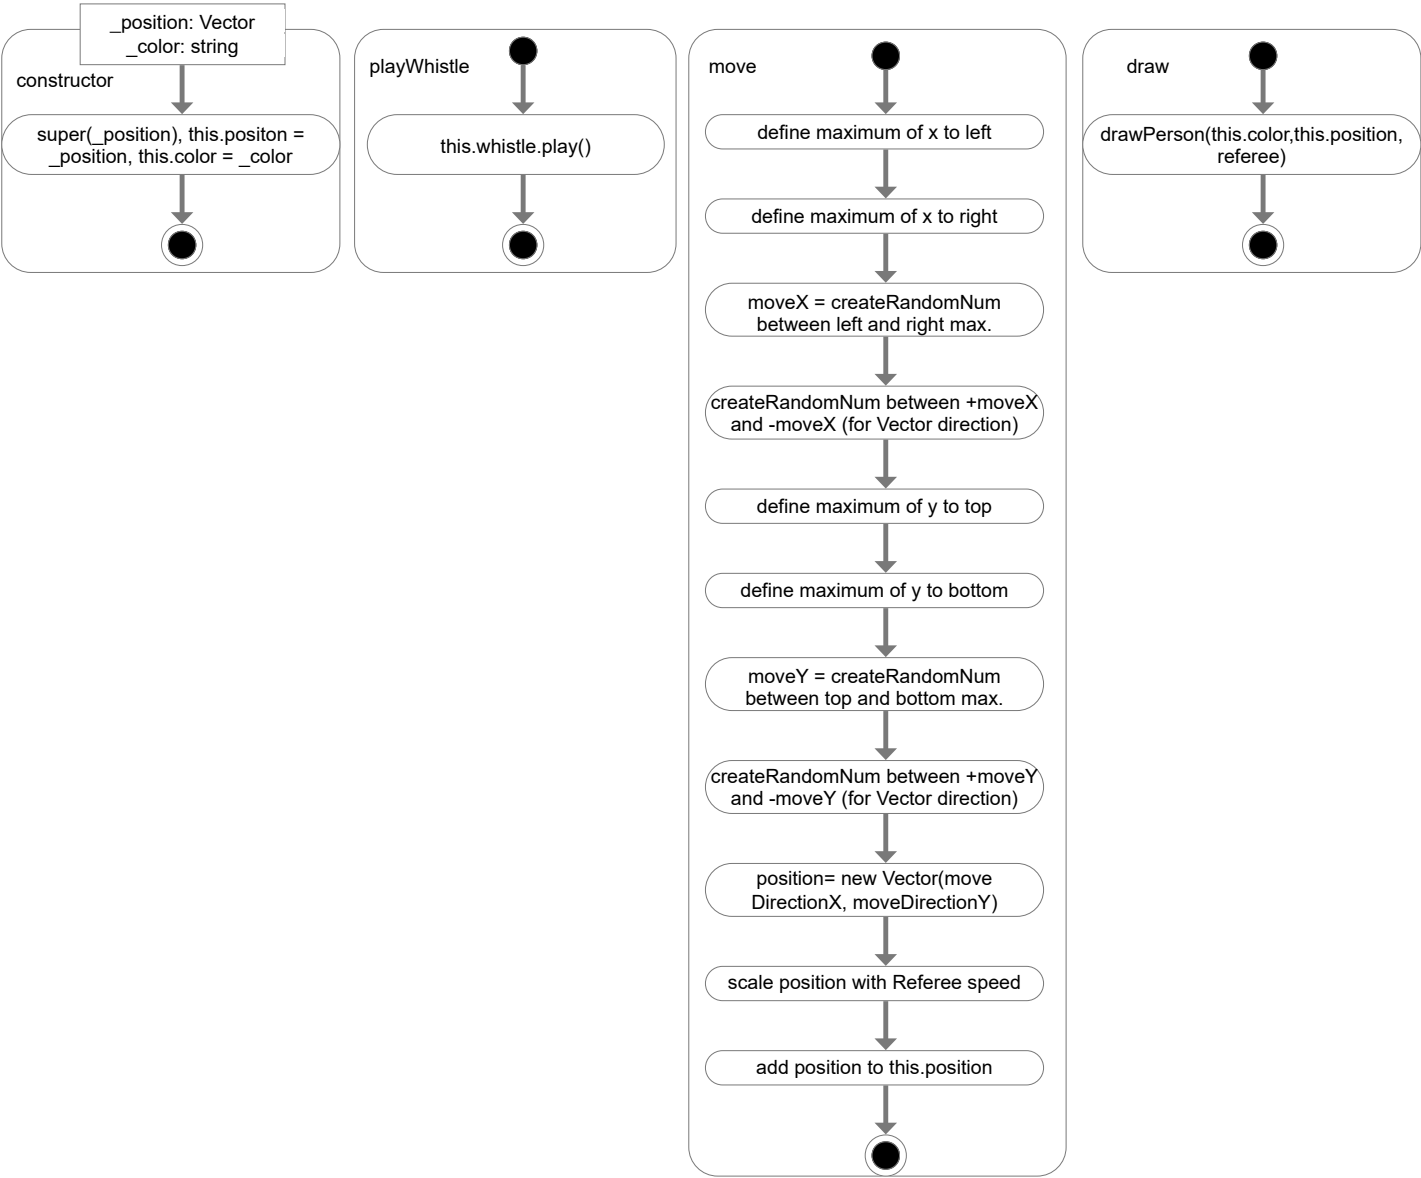 _position: Vector
_color: string
constructor
super(_position), this.positon =
_position, this.color = _color
playWhistle
this.whistle.play()
move
define maximum of x to left
define maximum of x to right
moveX = createRandomNum
between left and right max.
createRandomNum between +moveX
and -moveX (for Vector direction)
define maximum of y to top
define maximum of y to bottom
moveY = createRandomNum
between top and bottom max.
createRandomNum between +moveY
and -moveY (for Vector direction)
position= new Vector(move
DirectionX, moveDirectionY)
scale position with Referee speed
add position to this.position
draw
drawPerson(this.color,this.position,
referee)